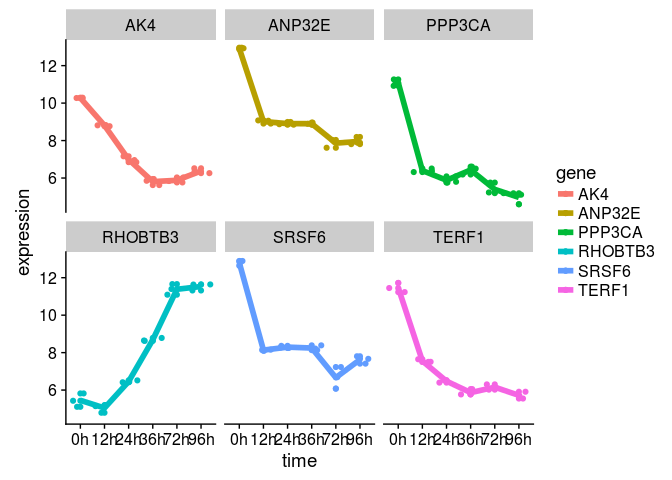 AK4 ANP32E PPP3CA
12
10
8
6
RHOBTB3 SRSF6 TERF1
12
10
8
6
0h 12h 24h 36h 72h 96h 0h 12h 24h 36h 72h 96h 0h 12h 24h 36h 72h 96h
time
expression
gene
AK4
ANP32E
PPP3CA
RHOBTB3
SRSF6
TERF1